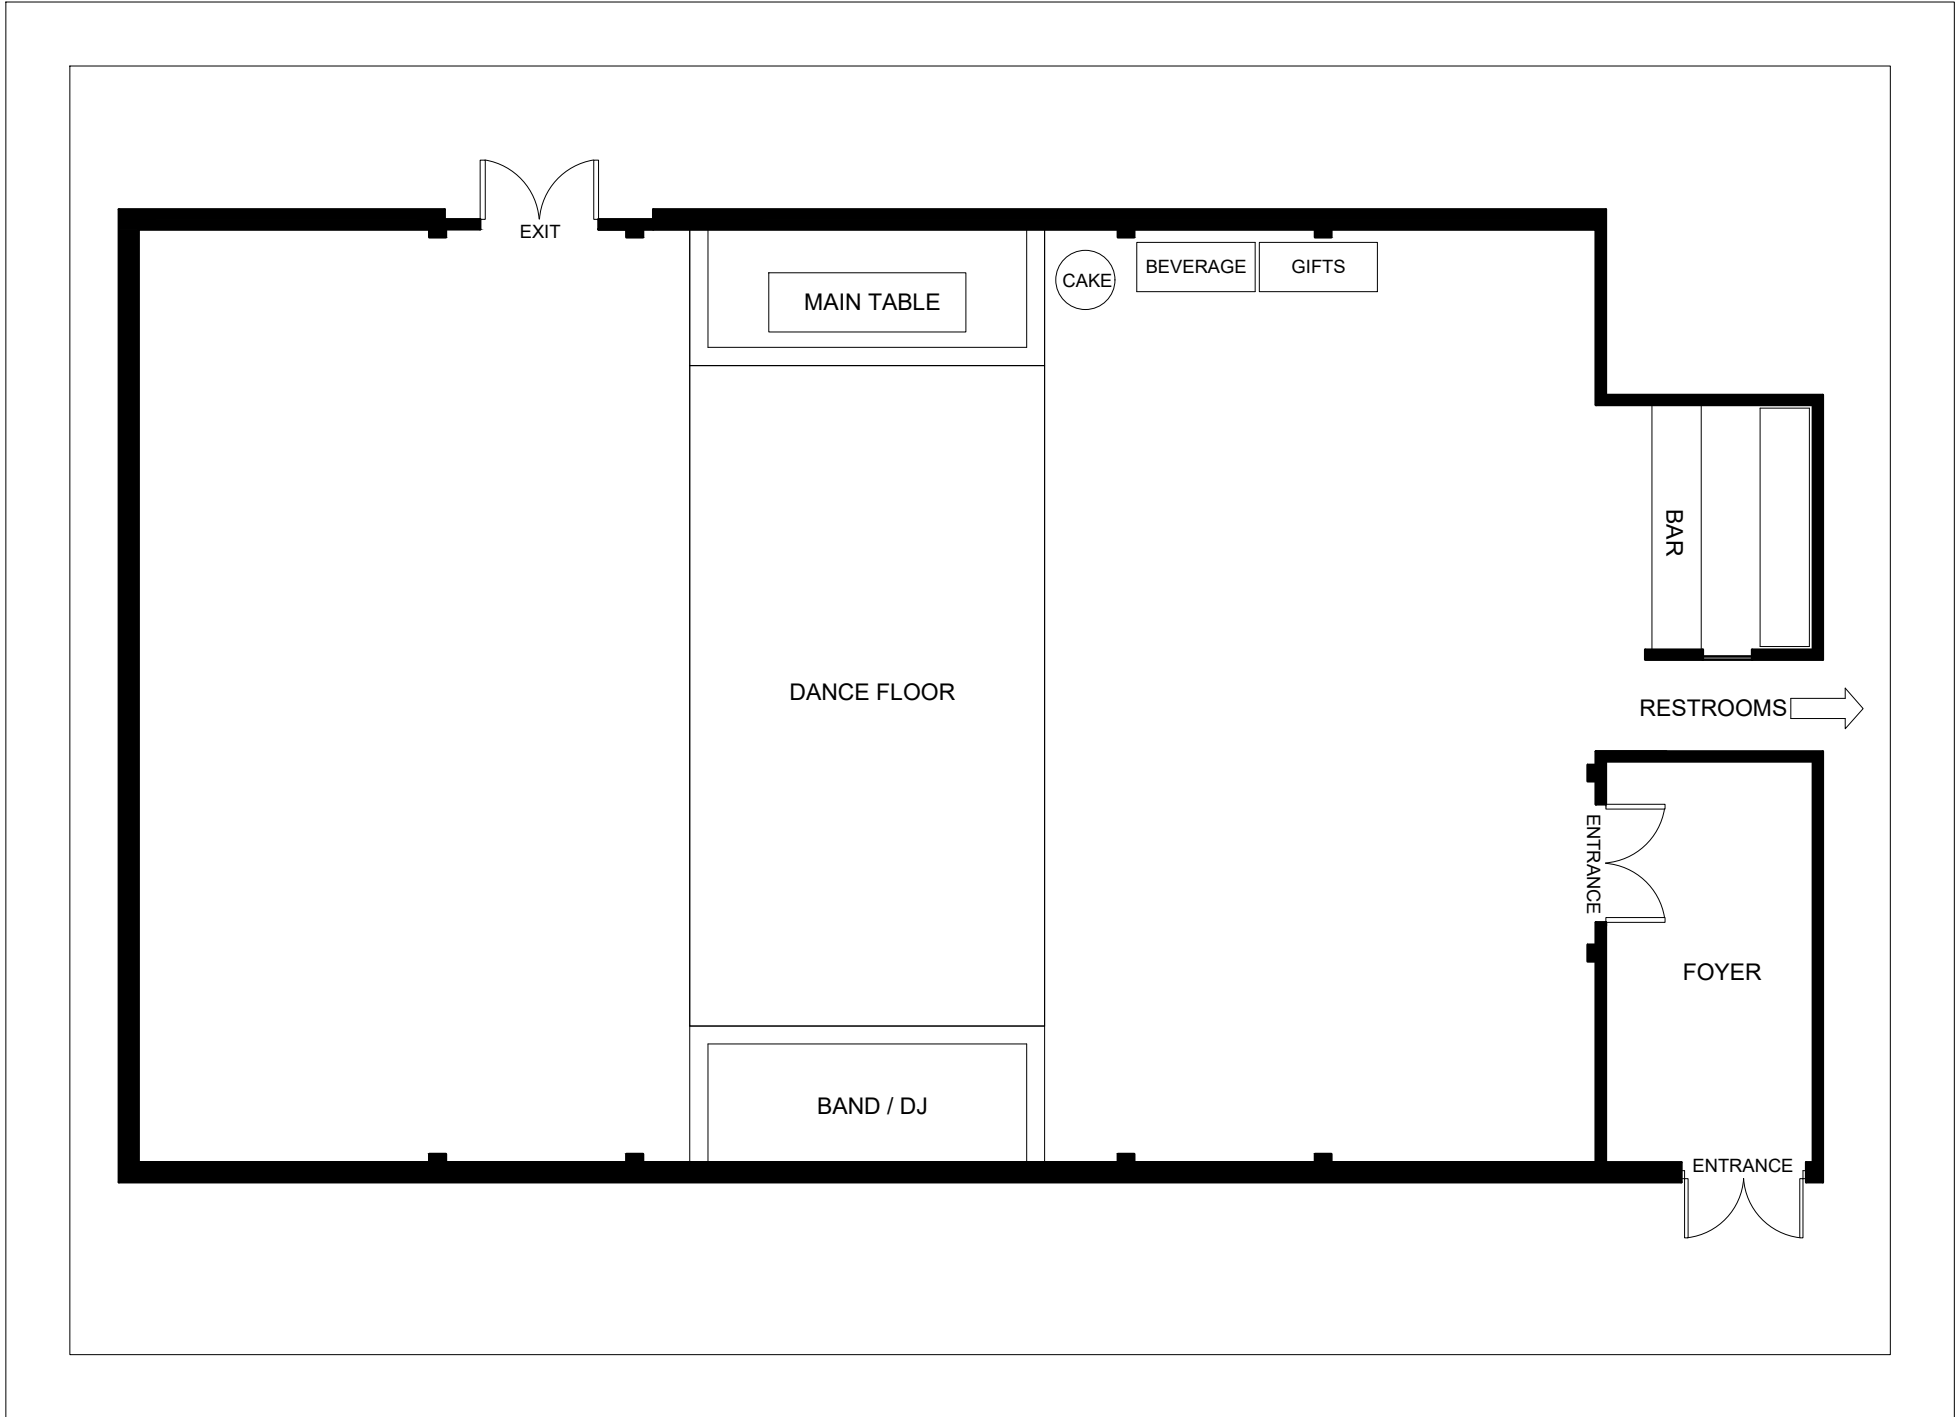 EXIT
MAIN TABLE
CAKE
BEVERAGE
GIFTS
BAR
DANCE FLOOR
RESTROOMS
ENTRANCE
FOYER
BAND / DJ
ENTRANCE